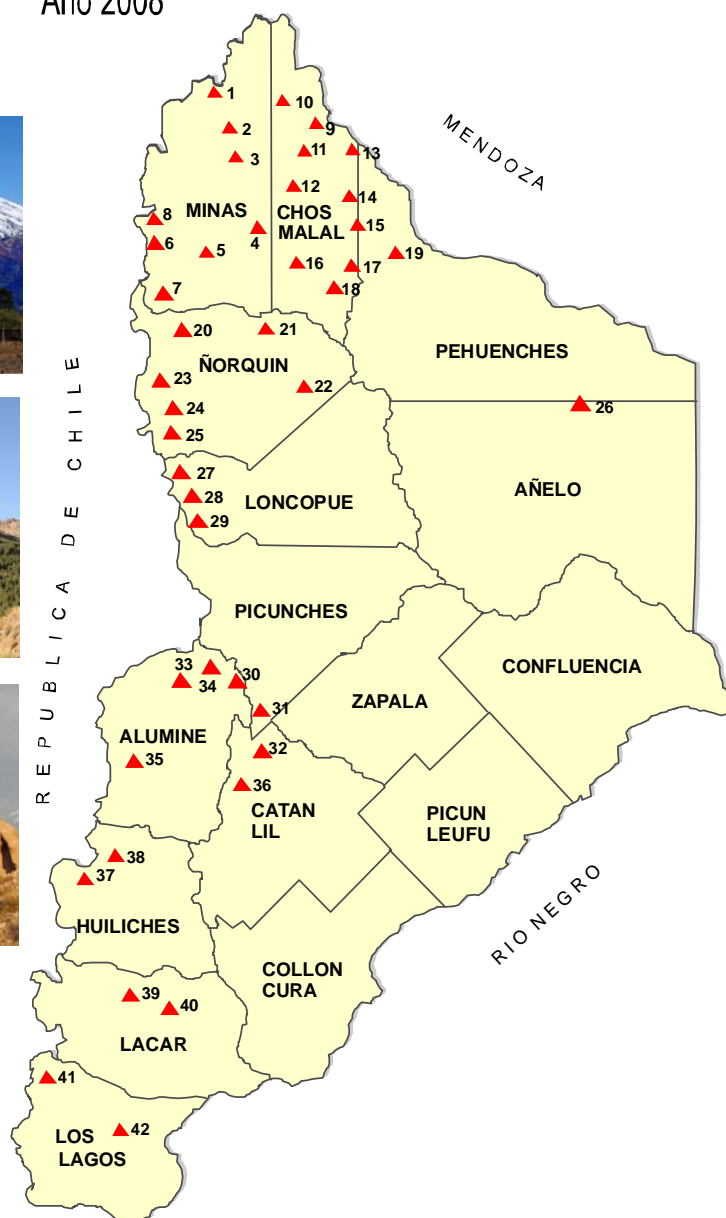 Año 2008
1
10
MENDOZA
2
9
3
11
13
12
14
8
MINAS
CHOS
MALAL
15
4
6
5
19
16
17
7
18
20
21
ÑORQUIN
PEHUENCHES
23
22
24
26
25
27
AÑELO
28
LONCOPUE
29
REPUBLICA DE CHILE
PICUNCHES
33
34
30
CONFLUENCIA
ZAPALA
31
ALUMINE
32
35
36
CATAN
LIL
PICUN
LEUFU
38
37
RIO NEGRO
HUILICHES
COLLON
CURA
39
40
LACAR
41
42
LOS
LAGOS